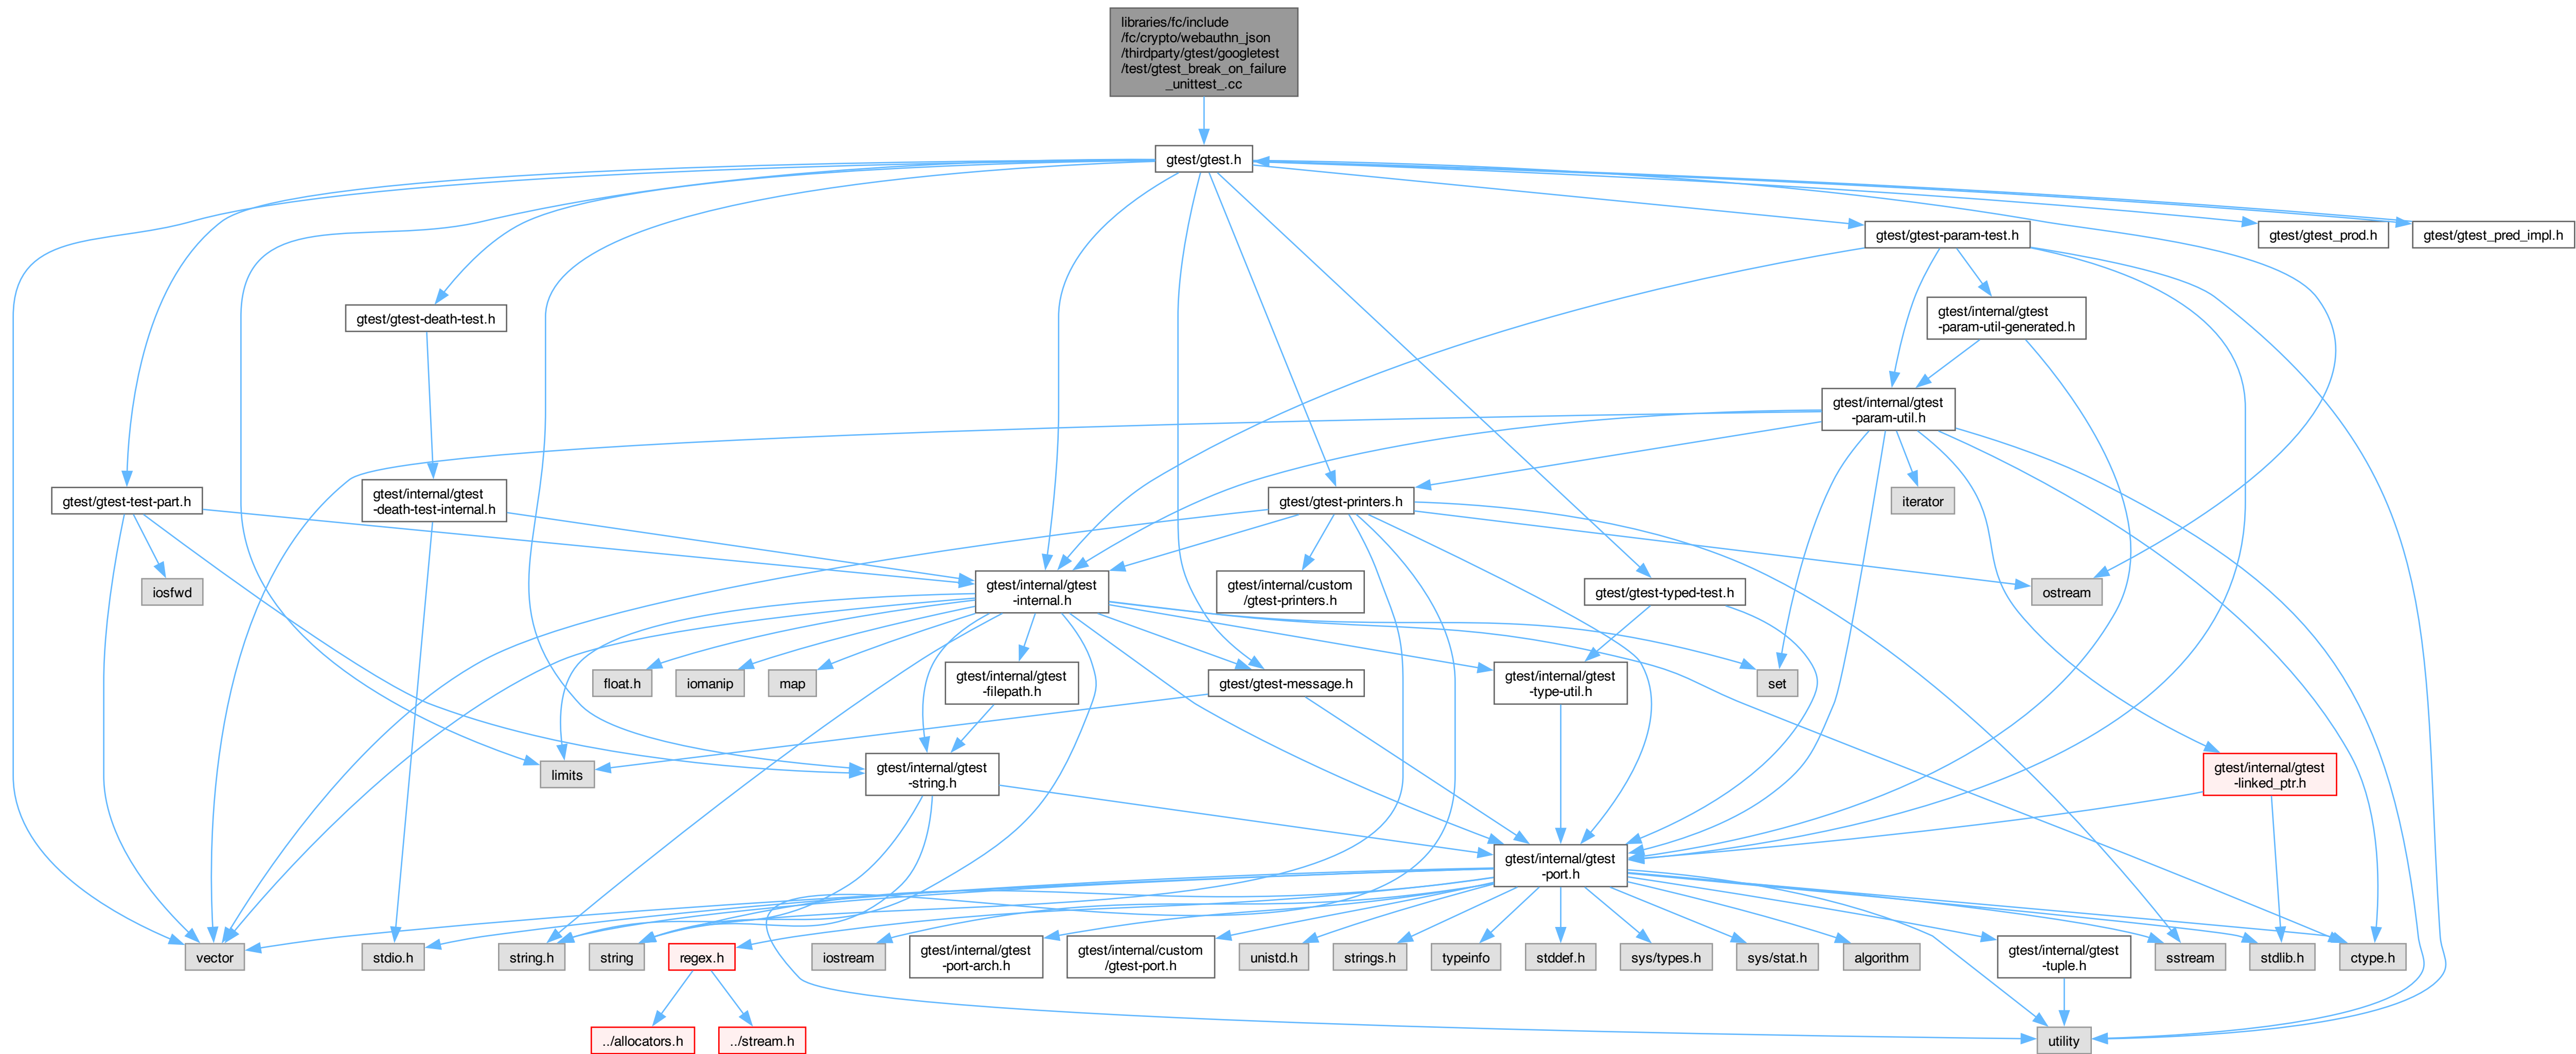 libraries/fc/include
/fc/crypto/webauthn_json
/thirdparty/gtest/googletest
/test/gtest_break_on_failure
_unittest_.cc
gtest/gtest.h
gtest/gtest-param-test.h
gtest/gtest_prod.h
gtest/gtest_pred_impl.h
gtest/gtest-death-test.h
gtest/internal/gtest
-param-util-generated.h
gtest/internal/gtest
-param-util.h
gtest/gtest-test-part.h
gtest/internal/gtest
-death-test-internal.h
gtest/gtest-printers.h
iterator
iosfwd
gtest/internal/gtest
-internal.h
gtest/internal/custom
/gtest-printers.h
gtest/gtest-typed-test.h
ostream
float.h
iomanip
map
gtest/internal/gtest
-filepath.h
gtest/gtest-message.h
gtest/internal/gtest
-type-util.h
set
limits
gtest/internal/gtest
-string.h
gtest/internal/gtest
-linked_ptr.h
gtest/internal/gtest
-port.h
vector
stdio.h
string.h
string
regex.h
iostream
gtest/internal/gtest
-port-arch.h
gtest/internal/custom
/gtest-port.h
unistd.h
strings.h
typeinfo
stddef.h
sys/types.h
sys/stat.h
algorithm
gtest/internal/gtest
-tuple.h
sstream
stdlib.h
ctype.h
../allocators.h
../stream.h
utility